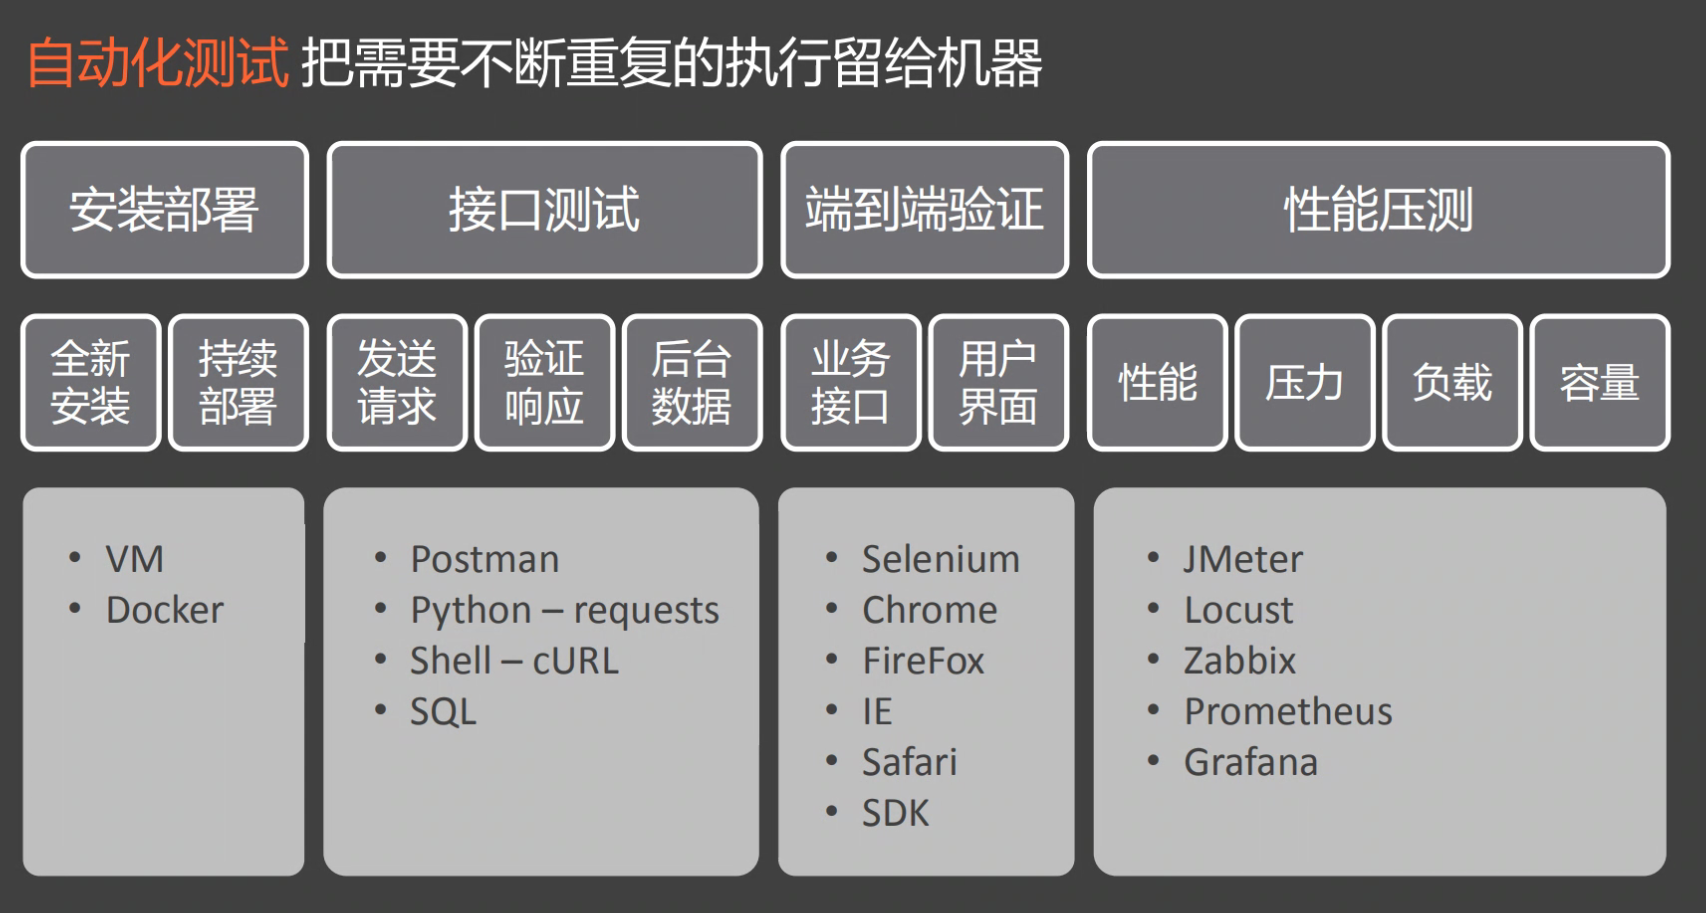 自动化测试 把需要不断重复的执行留给机器
安装部署
接口测试
端到端验证
性能压测
全新
安装
持续
部署
发送
请求
验证
响应
后台
数据
业务
接口
用户
界面
性能
压力
负载
容量
• VM
• Docker
• Postman
• Python – requests
• Shell – cURL
• SQL
• Selenium
• Chrome
• FireFox
• IE
• Safari
• SDK
• JMeter
• Locust
• Zabbix
• Prometheus
• Grafana